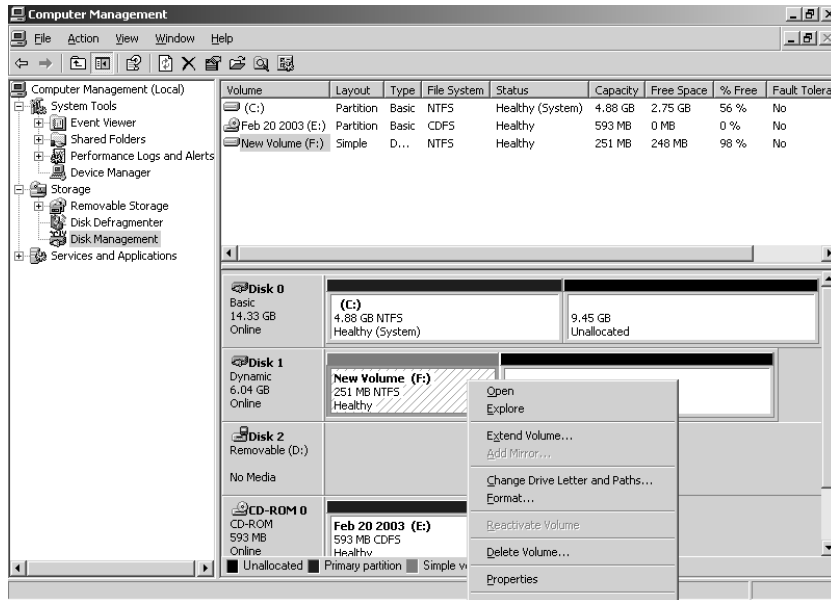 Computer Management
File Action View Window Help
Computer Management (Local)
System Tools
Event Viewer
Shared Folders
Performance Logs and Alerts
Device Manager
Storage
Removable Storage
Disk Defragmenter
Disk Management
Services and Applications
Volume Layout Type File System Status Capacity Free Space % Free Fault Tolera
(C:) Partition Basic NTFS Healthy (System) 4.88 GB 2.75 GB 56 % No
Feb 20 2003 (E:) Partition Basic CDFS Healthy 593 MB 0 MB 0 % No
New Volume (F:) Simple D... NTFS Healthy 251 MB 248 MB 98 % No
Disk 0
Basic
14.33 GB
Online
(C:)
4.88 GB NTFS
Healthy (System)
9.45 GB
Unallocated
Disk 1
Dynamic
6.04 GB
Online
New Volume (F:)
251 MB NTFS
Healthy
Disk 2
Removable (D:)
No Media
CD-ROM 0
CD-ROM
593 MB
Online
Feb 20 2003 (E:)
593 MB CDFS
Healthy
Unallocated Primary partition Simple vo
Open
Explore
Extend Volume...
Add Mirror...
Change Drive Letter and Paths...
Format...
Reactivate Volume
Delete Volume...
Properties